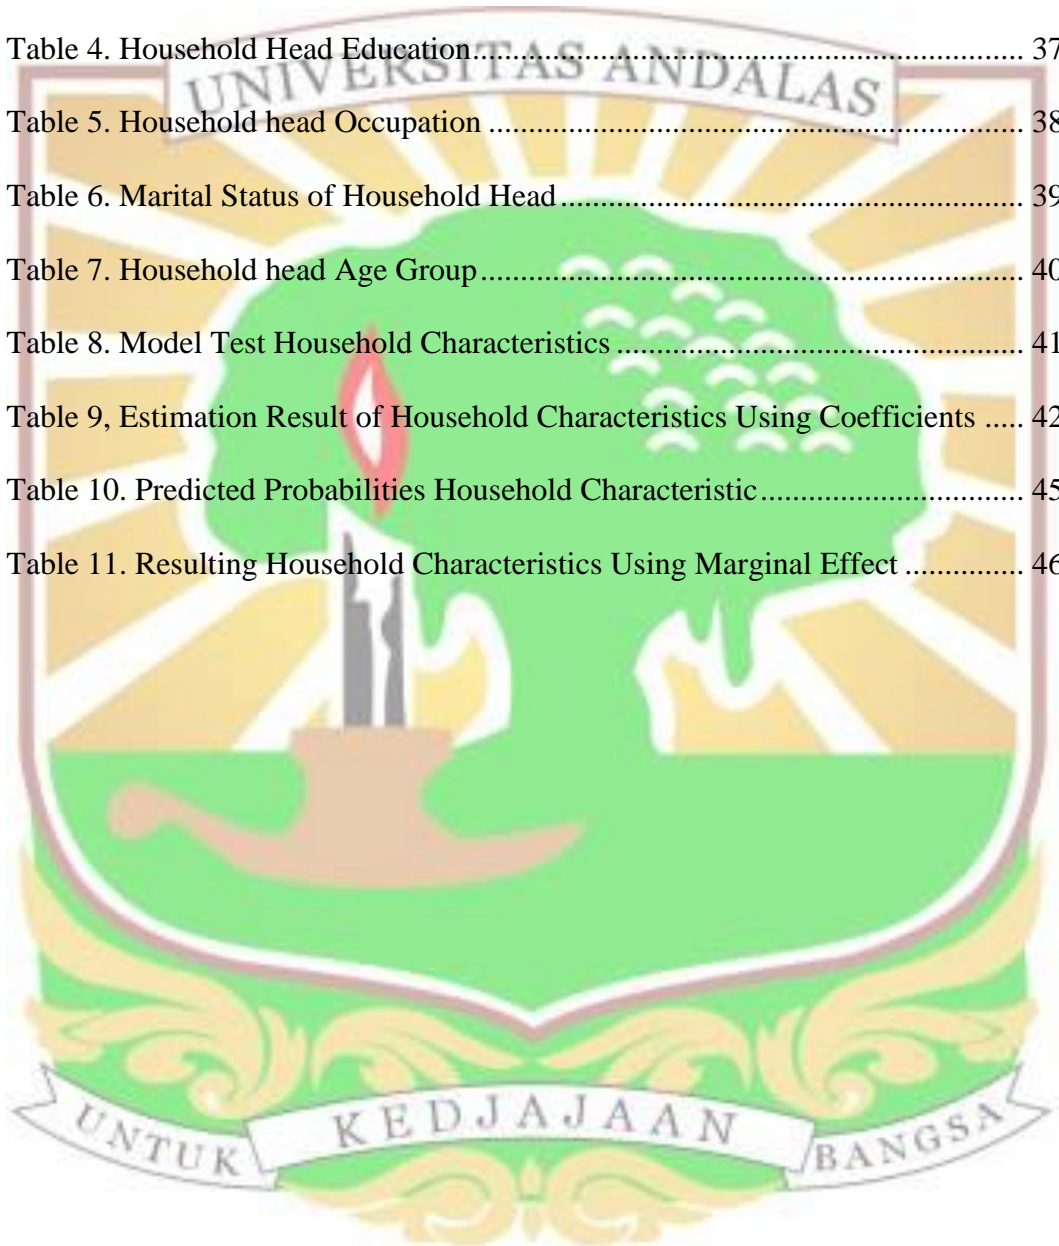 Table 4. Household Head Education..................................................................... 37
UNIVERSITAS ANDALAS
Table 5. Household head Occupation ................................................................... 38
Table 6. Marital Status of Household Head.......................................................... 39
Table 7. Household head Age Group.................................................................... 40
Table 8. Model Test Household Characteristics ................................................... 41
Table 9, Estimation Result of Household Characteristics Using Coefficients ..... 42
Table 10. Predicted Probabilities Household Characteristic................................. 45
Table 11. Resulting Household Characteristics Using Marginal Effect ............... 46
UNTUK KEDJAJAAN BANGSA